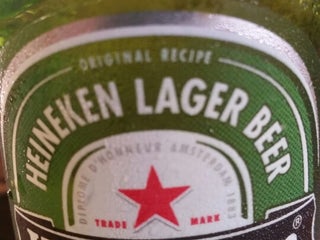 ORIGINAL RECIPE
HEINEKEN LAGER BEER
DIPLOME D'HONNEUR AMSTERDAM 1883
TRADE MARK
®